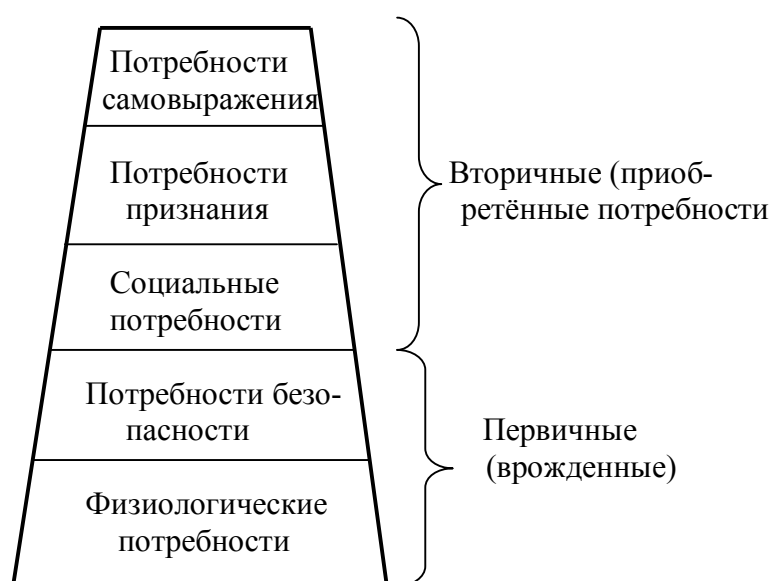 Потребности
самовыражения
Потребности
признания
Социальные
потребности
Потребности безо-
пасности
Физиологические
потребности
Вторичные (приоб-
ретённые потребности
Первичные
(врожденные)